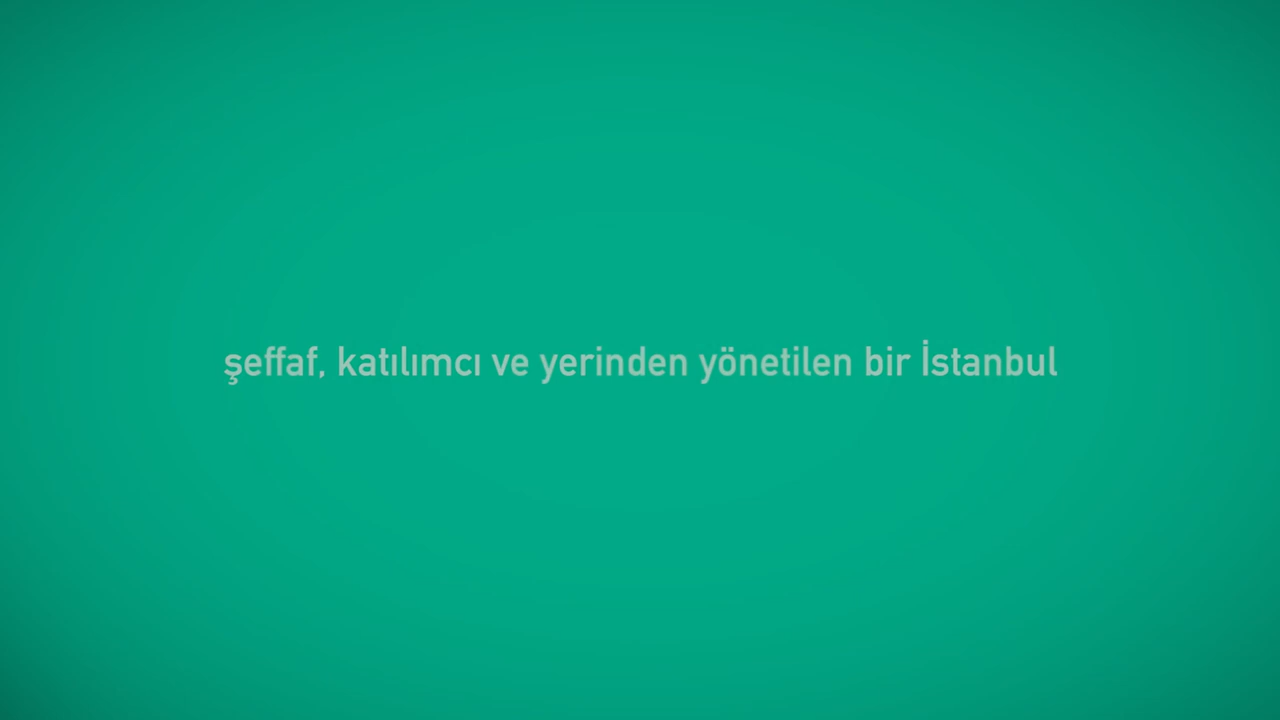 şeffaf, katılımcı ve yerinden yönetilen bir İstanbul